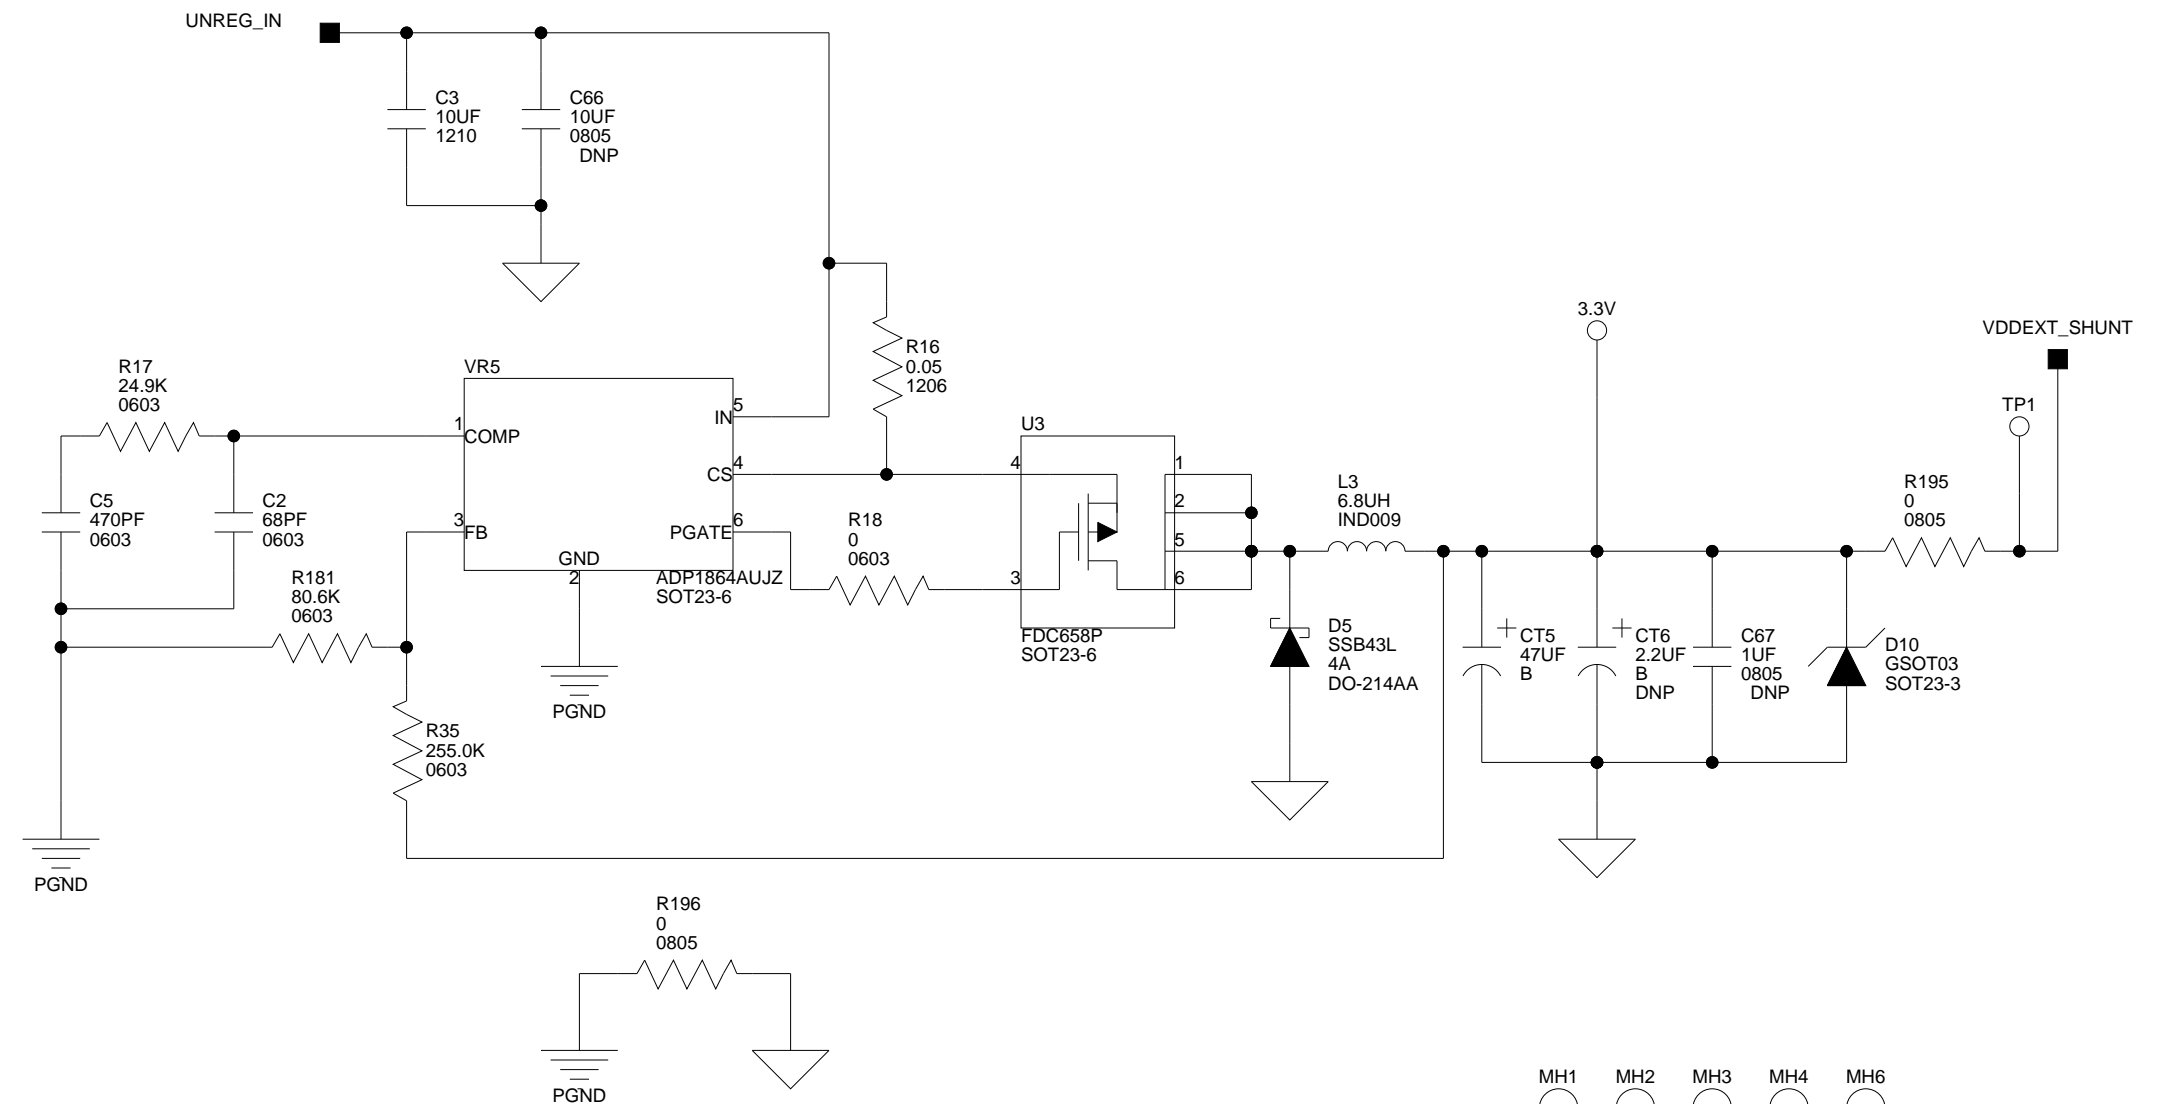 UNREG_IN
C3
10UF
1210
C66
10UF
0805
DNP
R16
0.05
1206
3.3V
VDDEXT_SHUNT
TP1
R17
24.9K
0603
VR5
1
COMP
5
IN
4
CS
3
FB
6
PGATE
GND
2
ADP1864AUJZ
SOT23-6
C5
470PF
0603
C2
68PF
0603
R181
80.6K
0603
R18
0
0603
U3
4
3
1
2
5
6
FDC658P
SOT23-6
L3
6.8UH
IND009
R195
0
0805
D5
SSB43L
4A
DO-214AA
CT5
47UF
B
CT6
2.2UF
B
DNP
C67
1UF
0805
DNP
D10
GSOT03
SOT23-3
PGND
R35
255.0K
0603
PGND
R196
0
0805
PGND
MH1
MH2
MH3
MH4
MH6